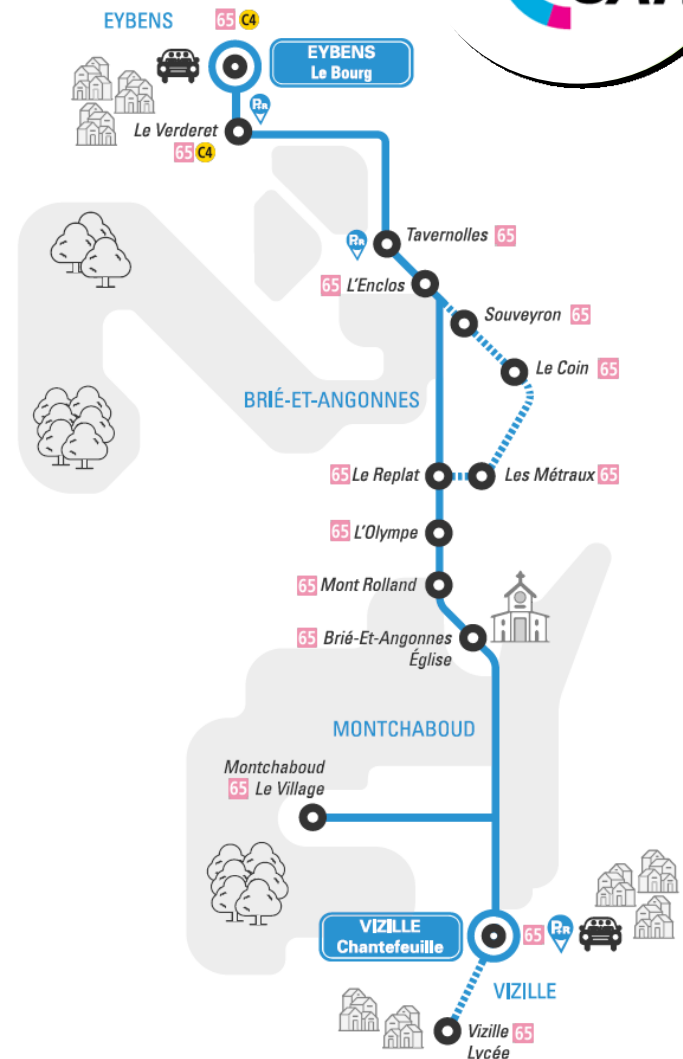 EYBENS
65 C4
EYBENS
Le Bourg
P+R
Le Verderet
65 C4
P+R
Tavernolles 65
65 L'Enclos
Souveyron 65
Le Coin 65
BRIÉ-ET-ANGONNES
65 Le Replat
Les Métraux 65
65 L'Olympe
65 Mont Rolland
65 Brié-Et-Angonnes
Église
MONTCHABOUD
Montchaboud
65 Le Village
VIZILLE
Chantefeuille
65 P+R
VIZILLE
Vizille 65
Lycée